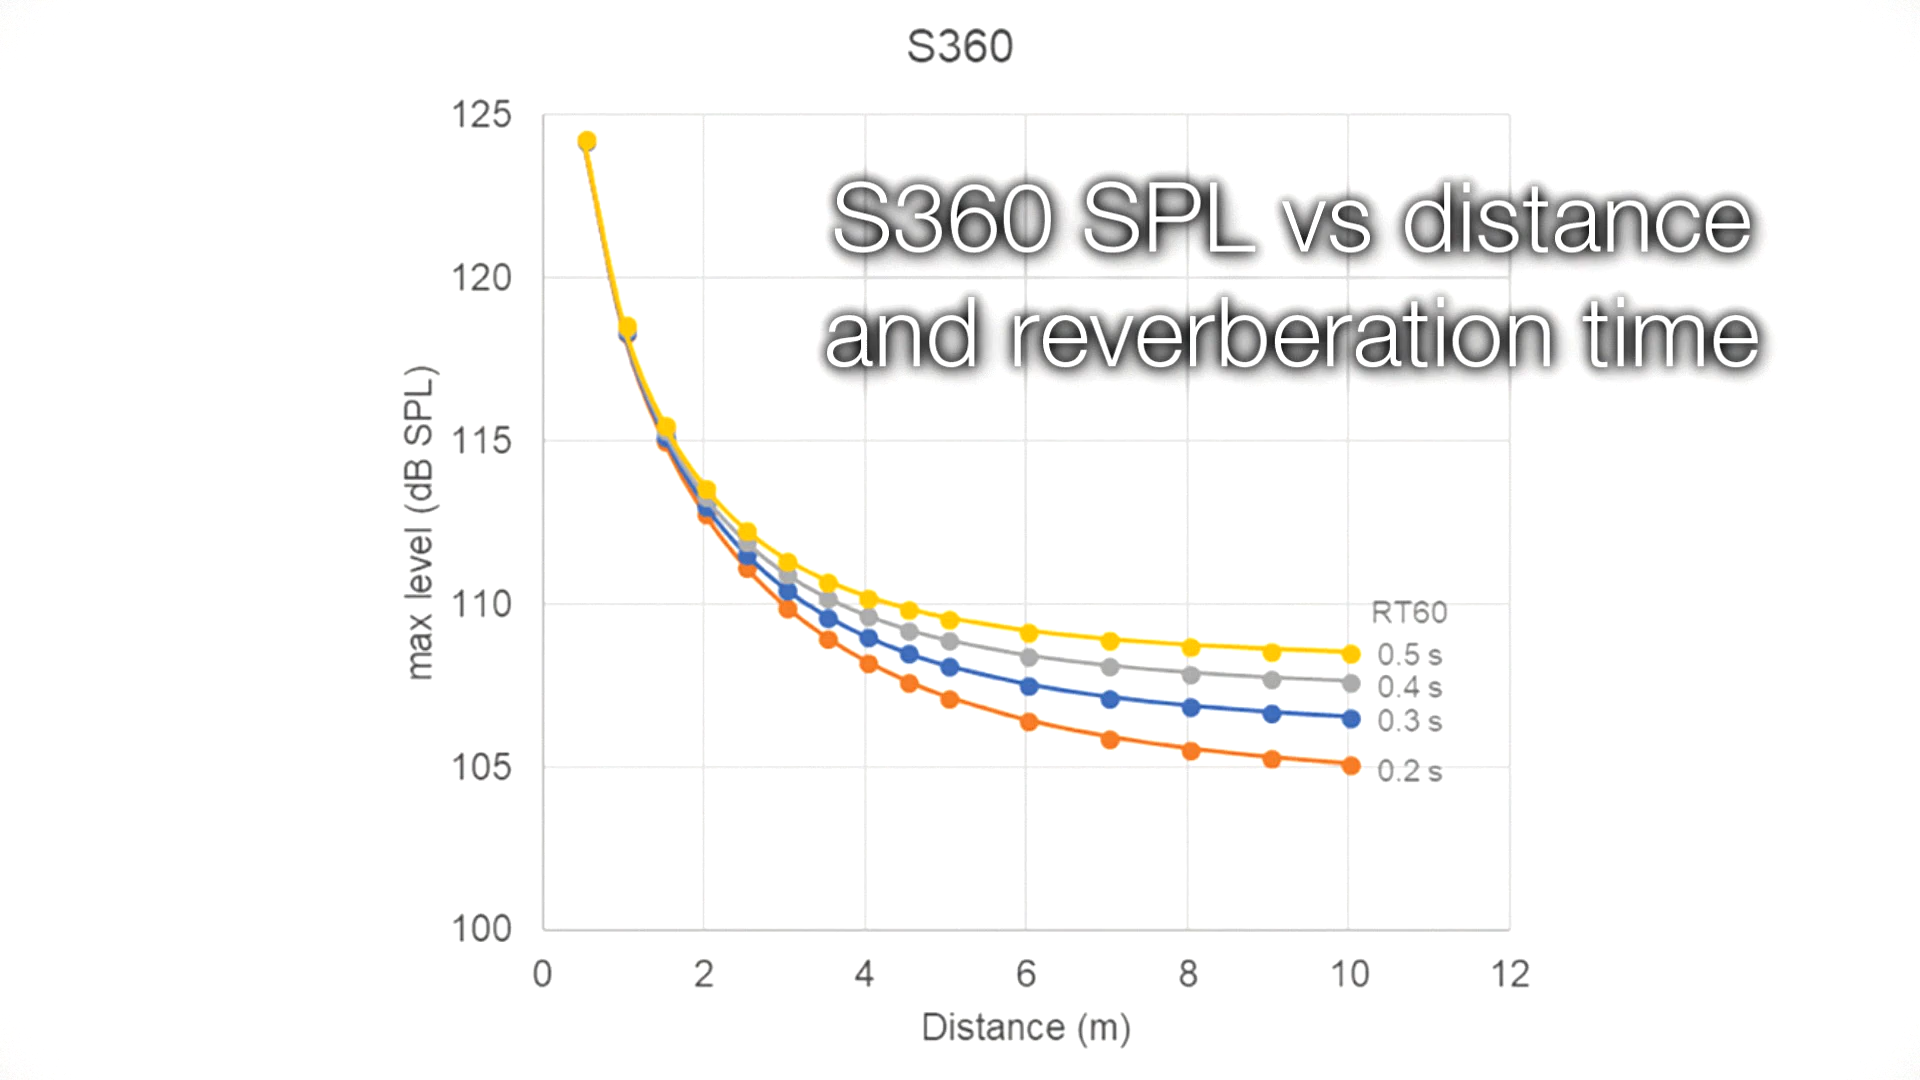 S360
125
S360 SPL vs distance
120
and reverberation time
115
max level (dB SPL)
110
RT60
0.5 s
0.4 s
0.3 s
105
0.2 s
100
0 2 4 6 8 10 12
Distance (m)